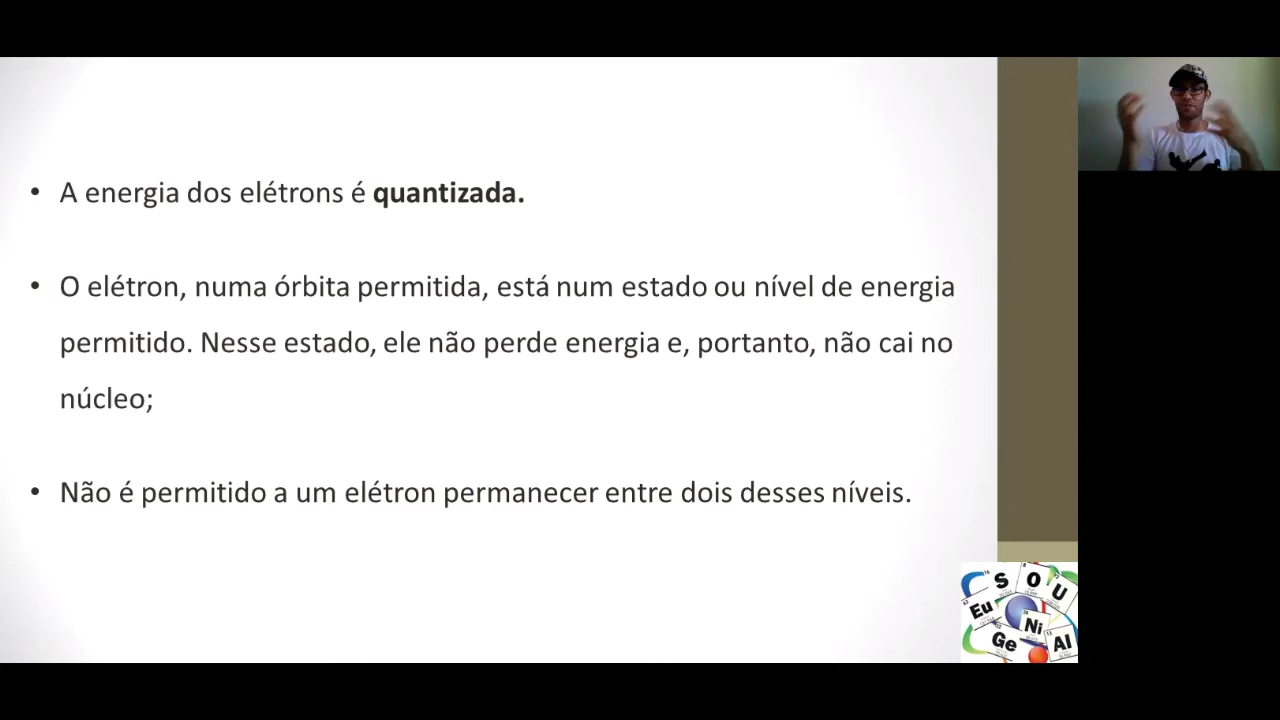 • A energia dos elétrons é quantizada.
• O elétron, numa órbita permitida, está num estado ou nível de energia
permitido. Nesse estado, ele não perde energia e, portanto, não cai no
núcleo;
• Não é permitido a um elétron permanecer entre dois desses níveis.
S O U
Eu Ni
Ge Al